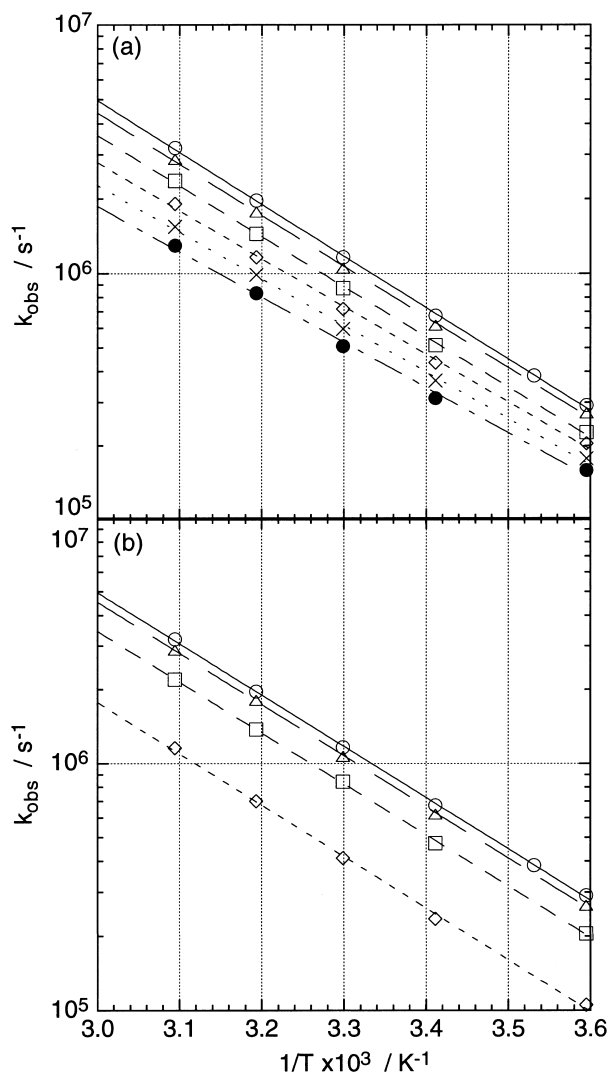 10⁷
(a)
10⁶
k_obs / s⁻¹
10⁵
10⁷
(b)
10⁶
k_obs / s⁻¹
10⁵
3.0 3.1 3.2 3.3 3.4 3.5 3.6
1/T x10³ / K⁻¹